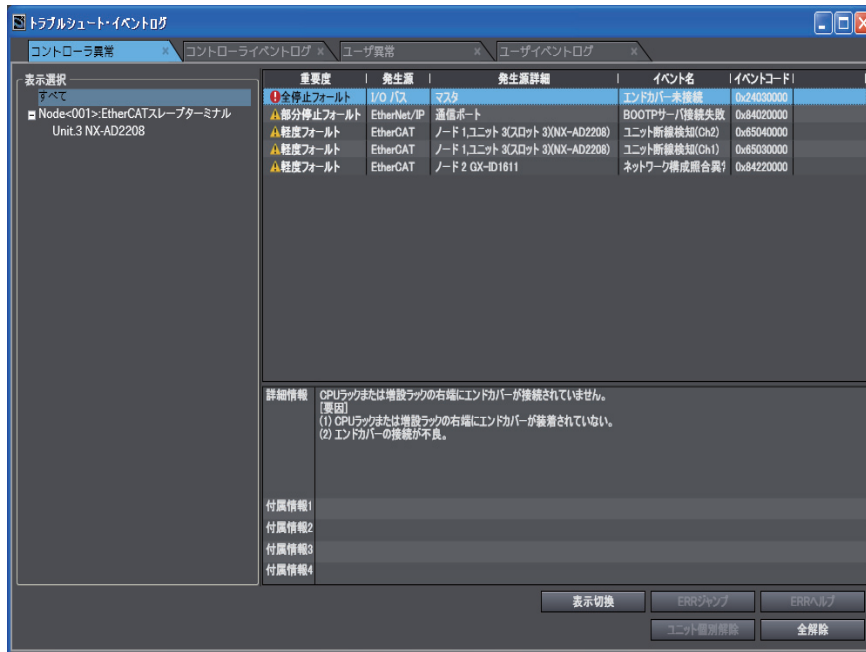 トラブルシュート・イベントログ
コントローラ異常 × コントローライベントログ × ユーザ異常 × ユーザイベントログ ×
表示選択
すべて
Node<001>:EtherCATスレーブターミナル
Unit.3 NX-AD2208
重要度 発生源 発生源詳細 イベント名 イベントコード
全停止フォールト I/O バス マスタ エンドカバー未接続 0x24030000
部分停止フォールト EtherNet/IP 通信ポート BOOTPサーバ接続失敗 0x84020000
軽度フォールト EtherCAT ノード 1,ユニット 3(スロット 3)(NX-AD2208) ユニット断線検知(Ch2) 0x65040000
軽度フォールト EtherCAT ノード 1,ユニット 3(スロット 3)(NX-AD2208) ユニット断線検知(Ch1) 0x65030000
軽度フォールト EtherCAT ノード 2 GX-ID1611 ネットワーク構成照合異 0x84220000
詳細情報 CPUラックまたは増設ラックの右端にエンドカバーが接続されていません。
[要因]
(1) CPUラックまたは増設ラックの右端にエンドカバーが装着されていない。
(2) エンドカバーの接続が不良。
付属情報1
付属情報2
付属情報3
付属情報4
表示切換 ERRジャンプ ERRヘルプ
ユニット個別解除 全解除